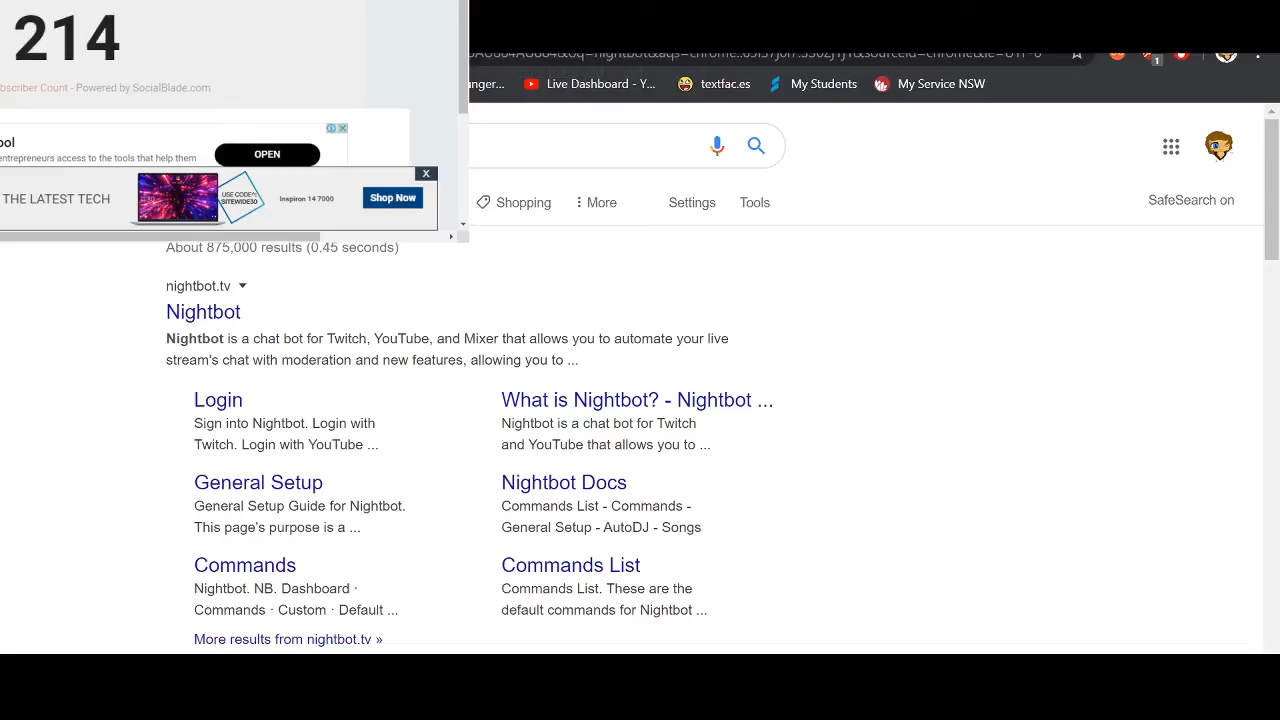 214
bscriber Count - Powered by SocialBlade.com
ool
entrepreneurs access to the tools that help them
OPEN
X
THE LATEST TECH
USE CODE^:
SITEWIDE30
Inspiron 14 7000
Shop Now
1
nger...
Live Dashboard - Y...
textfac.es
My Students
My Service NSW
Shopping
More
Settings
Tools
SafeSearch on
About 875,000 results (0.45 seconds)
nightbot.tv
Nightbot
Nightbot is a chat bot for Twitch, YouTube, and Mixer that allows you to automate your live
stream's chat with moderation and new features, allowing you to ...
Login
Sign into Nightbot. Login with
Twitch. Login with YouTube ...
What is Nightbot? - Nightbot ...
Nightbot is a chat bot for Twitch
and YouTube that allows you to ...
General Setup
General Setup Guide for Nightbot.
This page's purpose is a ...
Nightbot Docs
Commands List - Commands -
General Setup - AutoDJ - Songs
Commands
Nightbot. NB. Dashboard ·
Commands · Custom · Default ...
Commands List
Commands List. These are the
default commands for Nightbot ...
More results from nightbot.tv »